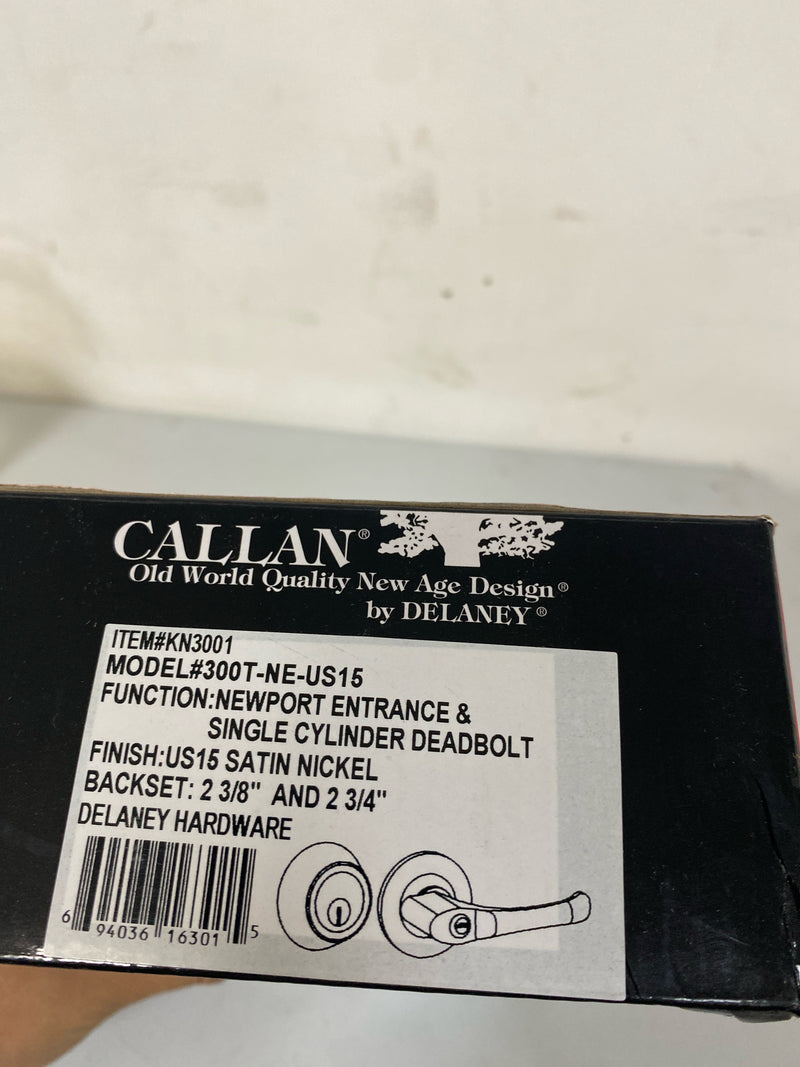 CALLAN®
Old World Quality New Age Design®
by DELANEY®
ITEM#KN3001
MODEL#300T-NE-US15
FUNCTION:NEWPORT ENTRANCE &
SINGLE CYLINDER DEADBOLT
FINISH:US15 SATIN NICKEL
BACKSET: 2 3/8" AND 2 3/4"
DELANEY HARDWARE
6 94036 16301 5